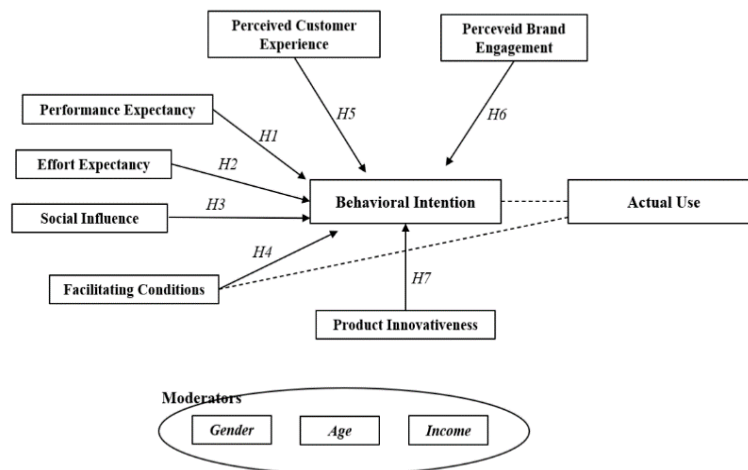 Perceived Customer
Experience
Perceveid Brand
Engagement
Performance Expectancy
H1
H5
H6
Effort Expectancy
H2
Behavioral Intention
Actual Use
Social Influence
H3
H4
Facilitating Conditions
H7
Product Innovativeness
Moderators
Gender
Age
Income